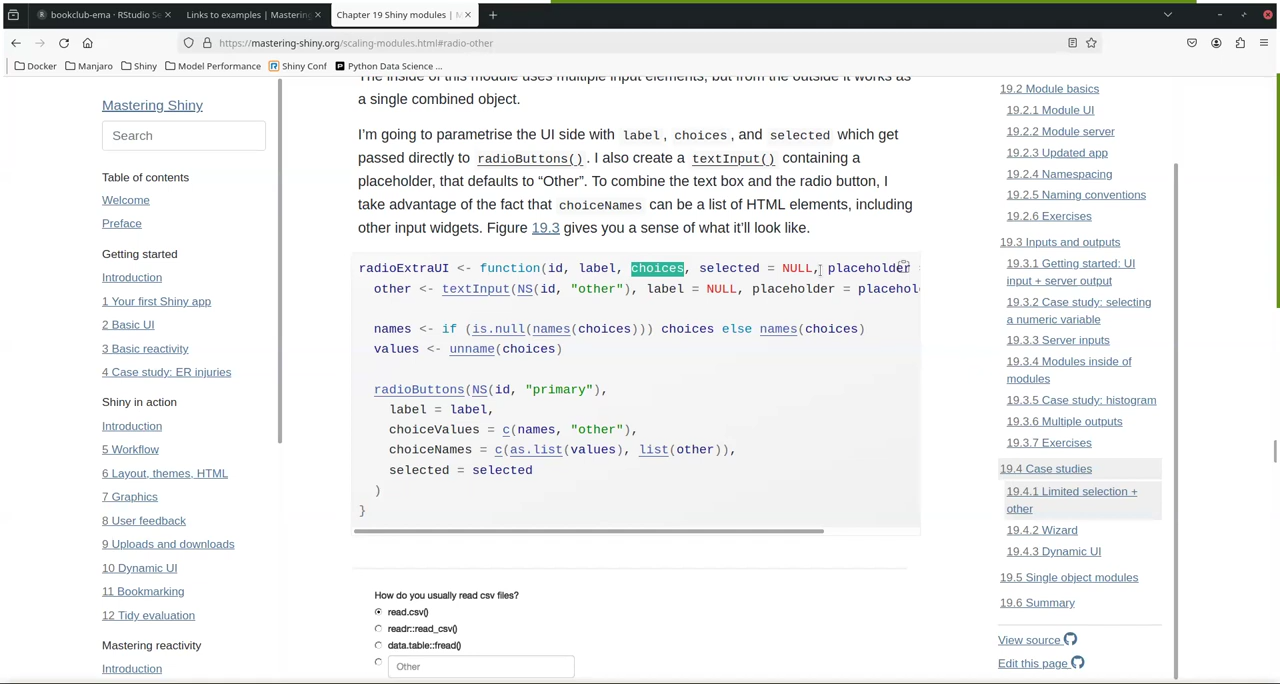 bookclub-ema · RStudio Se
Links to examples | Mastering
Chapter 19 Shiny modules | M
https://mastering-shiny.org/scaling-modules.html#radio-other
Docker
Manjaro
Shiny
Model Performance
Shiny Conf
Python Data Science ...
Mastering Shiny
Search
Table of contents
Welcome
Preface
Getting started
Introduction
1 Your first Shiny app
2 Basic UI
3 Basic reactivity
4 Case study: ER injuries
Shiny in action
Introduction
5 Workflow
6 Layout, themes, HTML
7 Graphics
8 User feedback
9 Uploads and downloads
10 Dynamic UI
11 Bookmarking
12 Tidy evaluation
Mastering reactivity
Introduction
The inside of this module uses multiple input elements, but from the outside it works as
a single combined object.
I'm going to parametrise the UI side with label, choices, and selected which get
passed directly to radioButtons(). I also create a textInput() containing a
placeholder, that defaults to “Other”. To combine the text box and the radio button, I
take advantage of the fact that choiceNames can be a list of HTML elements, including
other input widgets. Figure 19.3 gives you a sense of what it'll look like.
radioExtraUI <- function(id, label, choices, selected = NULL, placeholder
other <- textInput(NS(id, "other"), label = NULL, placeholder = placehol
names <- if (is.null(names(choices))) choices else names(choices)
values <- unname(choices)
radioButtons(NS(id, "primary"),
label = label,
choiceValues = c(names, "other"),
choiceNames = c(as.list(values), list(other)),
selected = selected
)
}
How do you usually read csv files?
read.csv()
readr::read_csv()
data.table::fread()
Other
19.2 Module basics
19.2.1 Module UI
19.2.2 Module server
19.2.3 Updated app
19.2.4 Namespacing
19.2.5 Naming conventions
19.2.6 Exercises
19.3 Inputs and outputs
19.3.1 Getting started: UI
input + server output
19.3.2 Case study: selecting
a numeric variable
19.3.3 Server inputs
19.3.4 Modules inside of
modules
19.3.5 Case study: histogram
19.3.6 Multiple outputs
19.3.7 Exercises
19.4 Case studies
19.4.1 Limited selection +
other
19.4.2 Wizard
19.4.3 Dynamic UI
19.5 Single object modules
19.6 Summary
View source
Edit this page